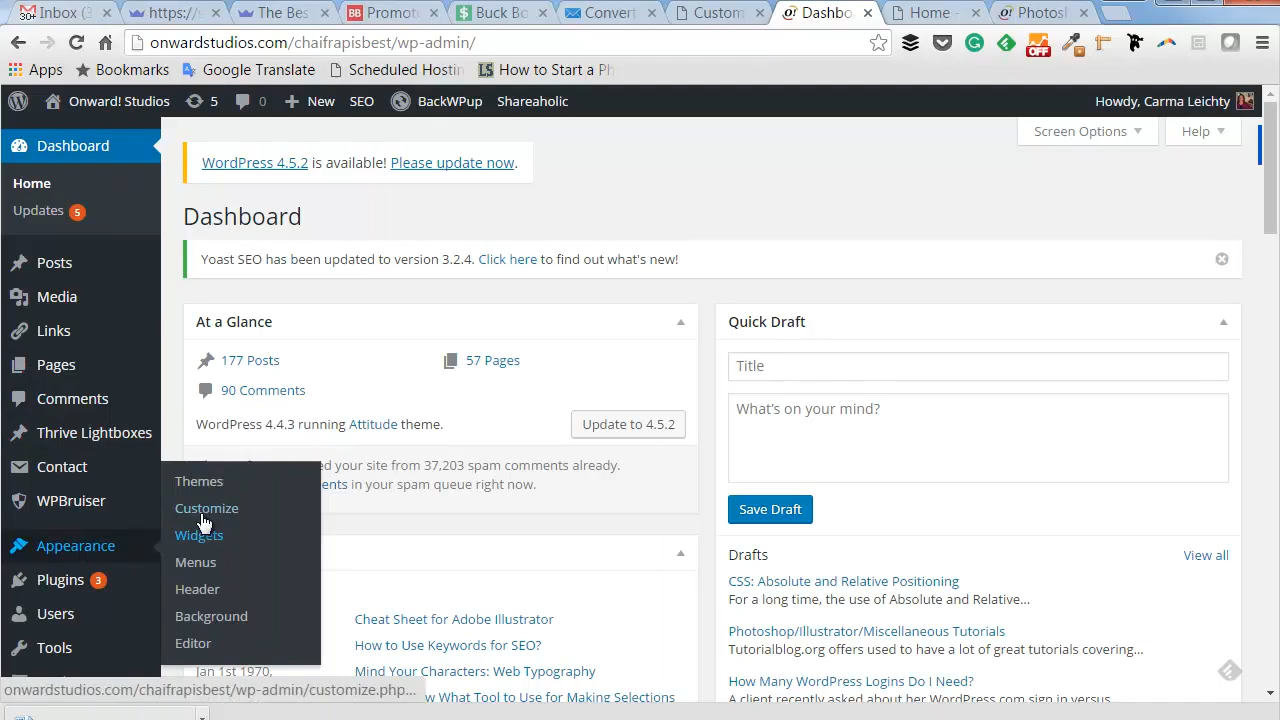 Inbox (3
https://
The Bes
Promote
Buck Bo
Convert
Custom
Dashbo
Home -
Photos
onwardstudios.com/chaifrapisbest/wp-admin/
Apps Bookmarks Google Translate Scheduled Hostin How to Start a Ph
Onward! Studios 5 0 New SEO BackWPup Shareaholic Howdy, Carma Leichty
Dashboard
Home
Updates 5
Posts
Media
Links
Pages
Comments
Thrive Lightboxes
Contact
WPBruiser
Appearance
Plugins 3
Users
Tools
Themes
Customize
Widgets
Menus
Header
Background
Editor
Screen Options Help
WordPress 4.5.2 is available! Please update now.
Dashboard
Yoast SEO has been updated to version 3.2.4. Click here to find out what's new!
At a Glance
177 Posts 57 Pages
90 Comments
WordPress 4.4.3 running Attitude theme. Update to 4.5.2
your site from 37,203 spam comments already.
in your spam queue right now.
Cheat Sheet for Adobe Illustrator
How to Use Keywords for SEO?
Jan 1st 1970, Mind Your Characters: Web Typography
Know What Tool to Use for Making Selections
Quick Draft
Title
What's on your mind?
Save Draft
Drafts View all
CSS: Absolute and Relative Positioning
For a long time, the use of Absolute and Relative…
Photoshop/Illustrator/Miscellaneous Tutorials
Tutorialblog.org offers used to have a lot of great tutorials covering…
How Many WordPress Logins Do I Need?
A client recently asked about her WordPress.com sign in versus
onwardstudios.com/chaifrapisbest/wp-admin/customize.php...